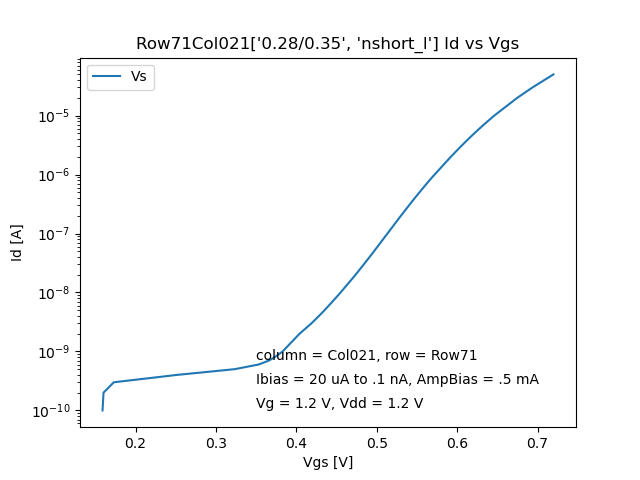 Row71Col021['0.28/0.35', 'nshort_l'] Id vs Vgs
Vs
Id [A]
10⁻⁵
10⁻⁶
10⁻⁷
10⁻⁸
10⁻⁹
10⁻¹⁰
column = Col021, row = Row71
Ibias = 20 uA to .1 nA, AmpBias = .5 mA
Vg = 1.2 V, Vdd = 1.2 V
0.2 0.3 0.4 0.5 0.6 0.7
Vgs [V]